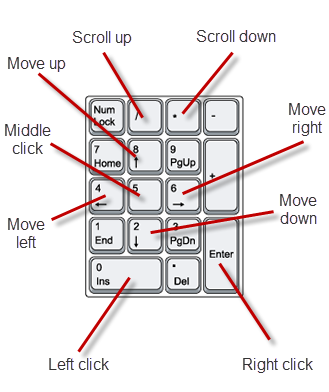 Scroll up
Scroll down
Move up
Move
right
Num
Lock
/
*
-
Middle
click
7
Home
8
↑
9
PgUp
+
4
←
5
6
→
Move
down
Move
left
1
End
2
↓
3
PgDn
Enter
0
Ins
•
Del
Left click
Right click